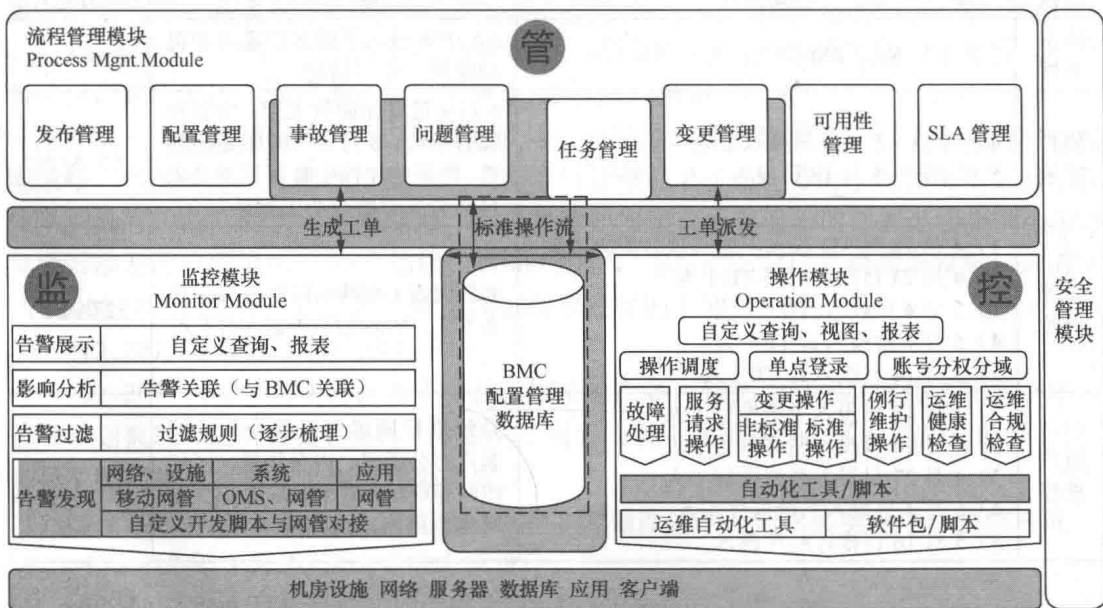 流程管理模块
Process Mgnt.Module
管
发布管理
配置管理
事故管理
问题管理
任务管理
变更管理
可用性
管理
SLA 管理
生成工单
标准操作流
工单派发
监
监控模块
Monitor Module
告警展示
自定义查询、报表
影响分析
告警关联（与BMC 关联）
告警过滤
过滤规则（逐步梳理）
告警发现
网络、设施
系统
应用
移动网管
OMS、网管
网管
自定义开发脚本与网管对接
BMC
配置管理
数据库
操作模块
Operation Module
控
自定义查询、视图、报表
操作调度
单点登录
账号分权分域
故障
处理
服务
请求
操作
变更操作
非标准
操作
标准
操作
例行
维护
操作
运维
健康
检查
运维
合规
检查
自动化工具/脚本
运维自动化工具
软件包/脚本
安全
管理
模块
机房设施 网络 服务器 数据库 应用 客户端